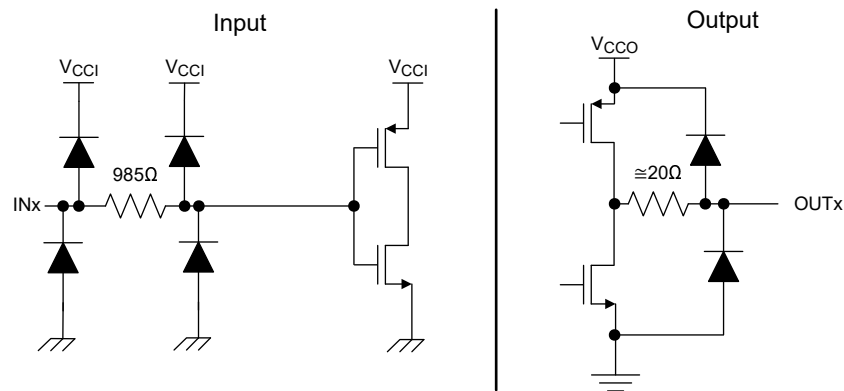 Input
Output
VCCI
VCCI
VCCI
VCCO
985Ω
≅20Ω
INx
OUTx